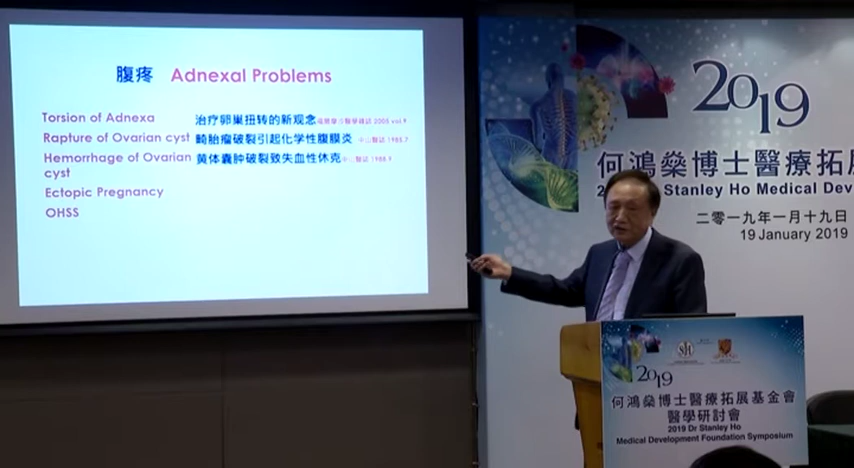 腹疼 Adnexal Problems
Torsion of Adnexa 治疗卵巢扭转的新观念
Rapture of Ovarian cyst 畸胎瘤破裂引起化学性腹膜炎
Hemorrhage of Ovarian cyst 黄体囊肿破裂致失血性休克
Ectopic Pregnancy
OHSS
2019
何鴻燊博士醫療拓展
Stanley Ho Medical Dev
二零一九年一月十九日
19 January 2019
2019
何鴻燊博士醫療拓展基金會
醫學研討會
2019 Dr Stanley Ho
Medical Development Foundation Symposium